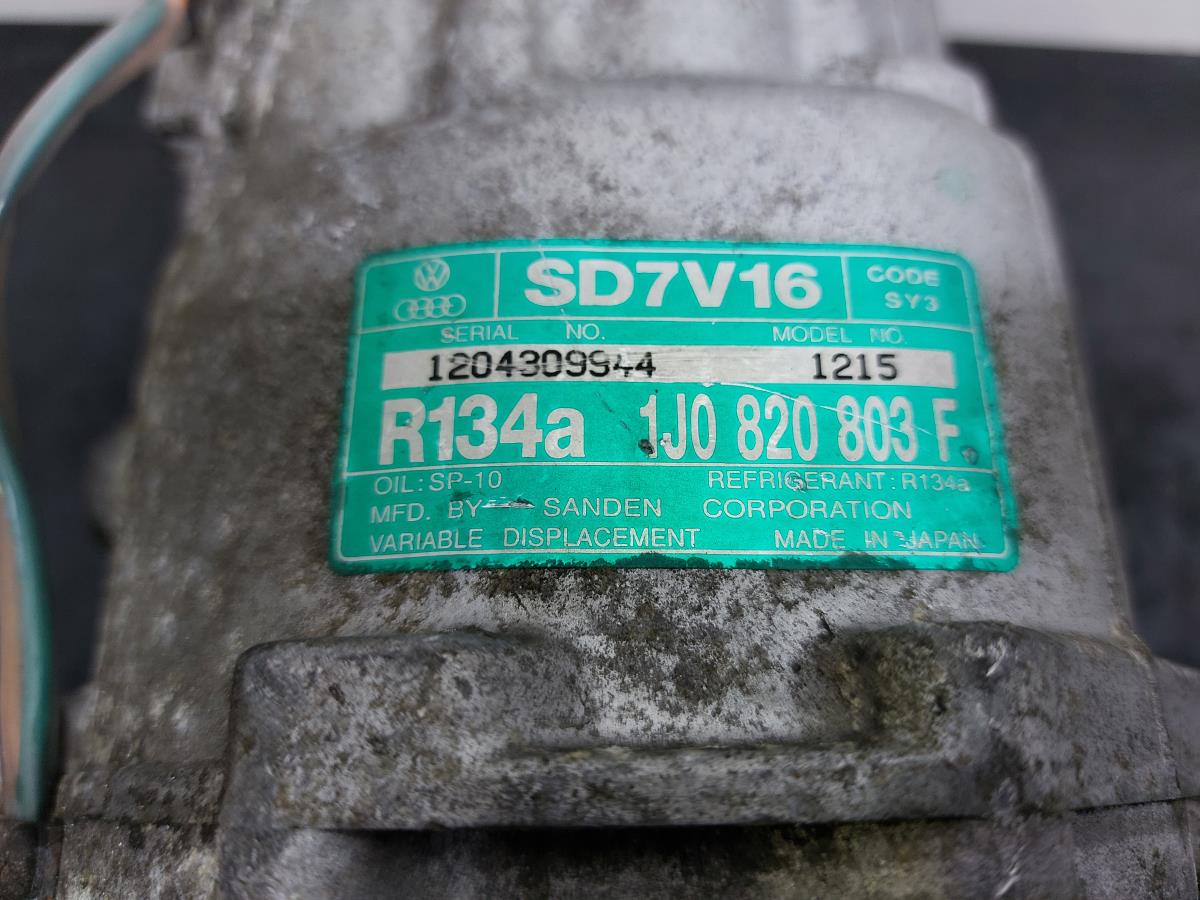 SD7V16 CODE SY3
SERIAL NO. MODEL NO.
1204309944 1215
R134a 1J0 820 803 F
OIL: SP-10 REFRIGERANT: R134a
MFD. BY SANDEN CORPORATION
VARIABLE DISPLACEMENT MADE IN JAPAN